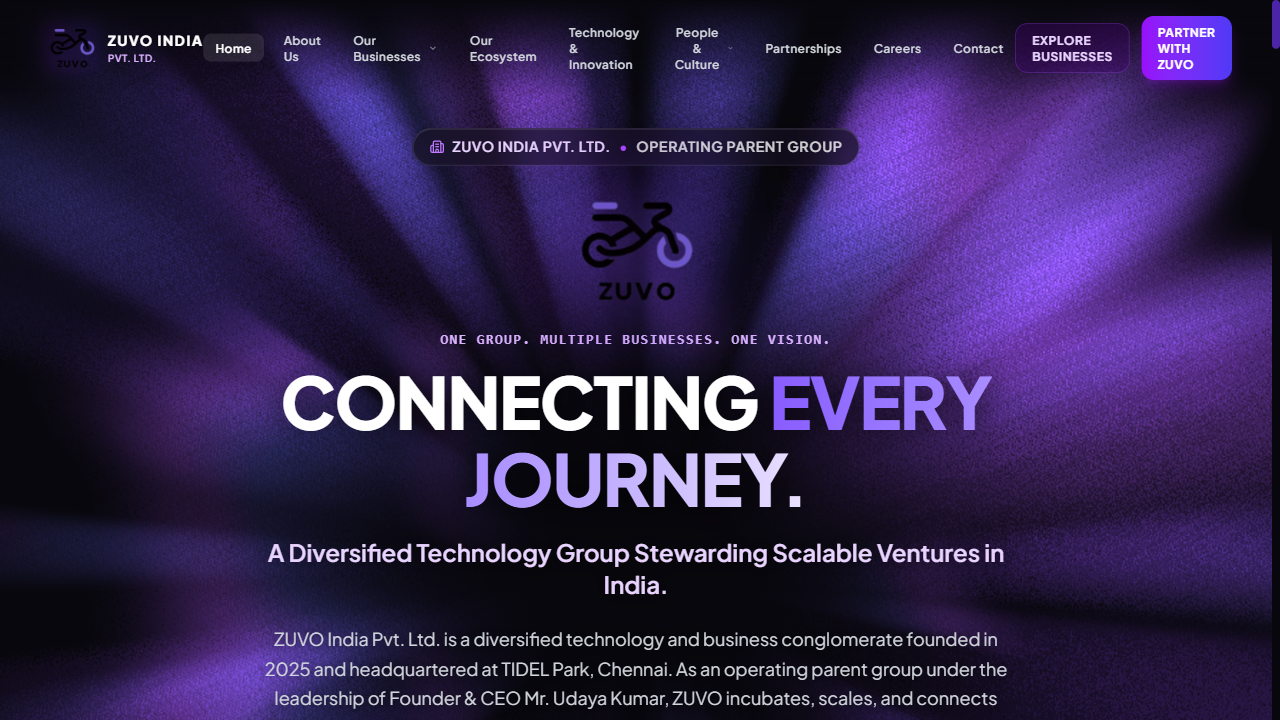 ZUVO
ZUVO INDIA
PVT. LTD.
Home
About
Us
Our
Businesses
Our
Ecosystem
Technology
&
Innovation
People
&
Culture
Partnerships
Careers
Contact
EXPLORE
BUSINESSES
PARTNER
WITH
ZUVO
ZUVO INDIA PVT. LTD. • OPERATING PARENT GROUP
ZUVO
ONE GROUP. MULTIPLE BUSINESSES. ONE VISION.
CONNECTING EVERY
JOURNEY.
A Diversified Technology Group Stewarding Scalable Ventures in
India.
ZUVO India Pvt. Ltd. is a diversified technology and business conglomerate founded in
2025 and headquartered at TIDEL Park, Chennai. As an operating parent group under the
leadership of Founder & CEO Mr. Udaya Kumar, ZUVO incubates, scales, and connects